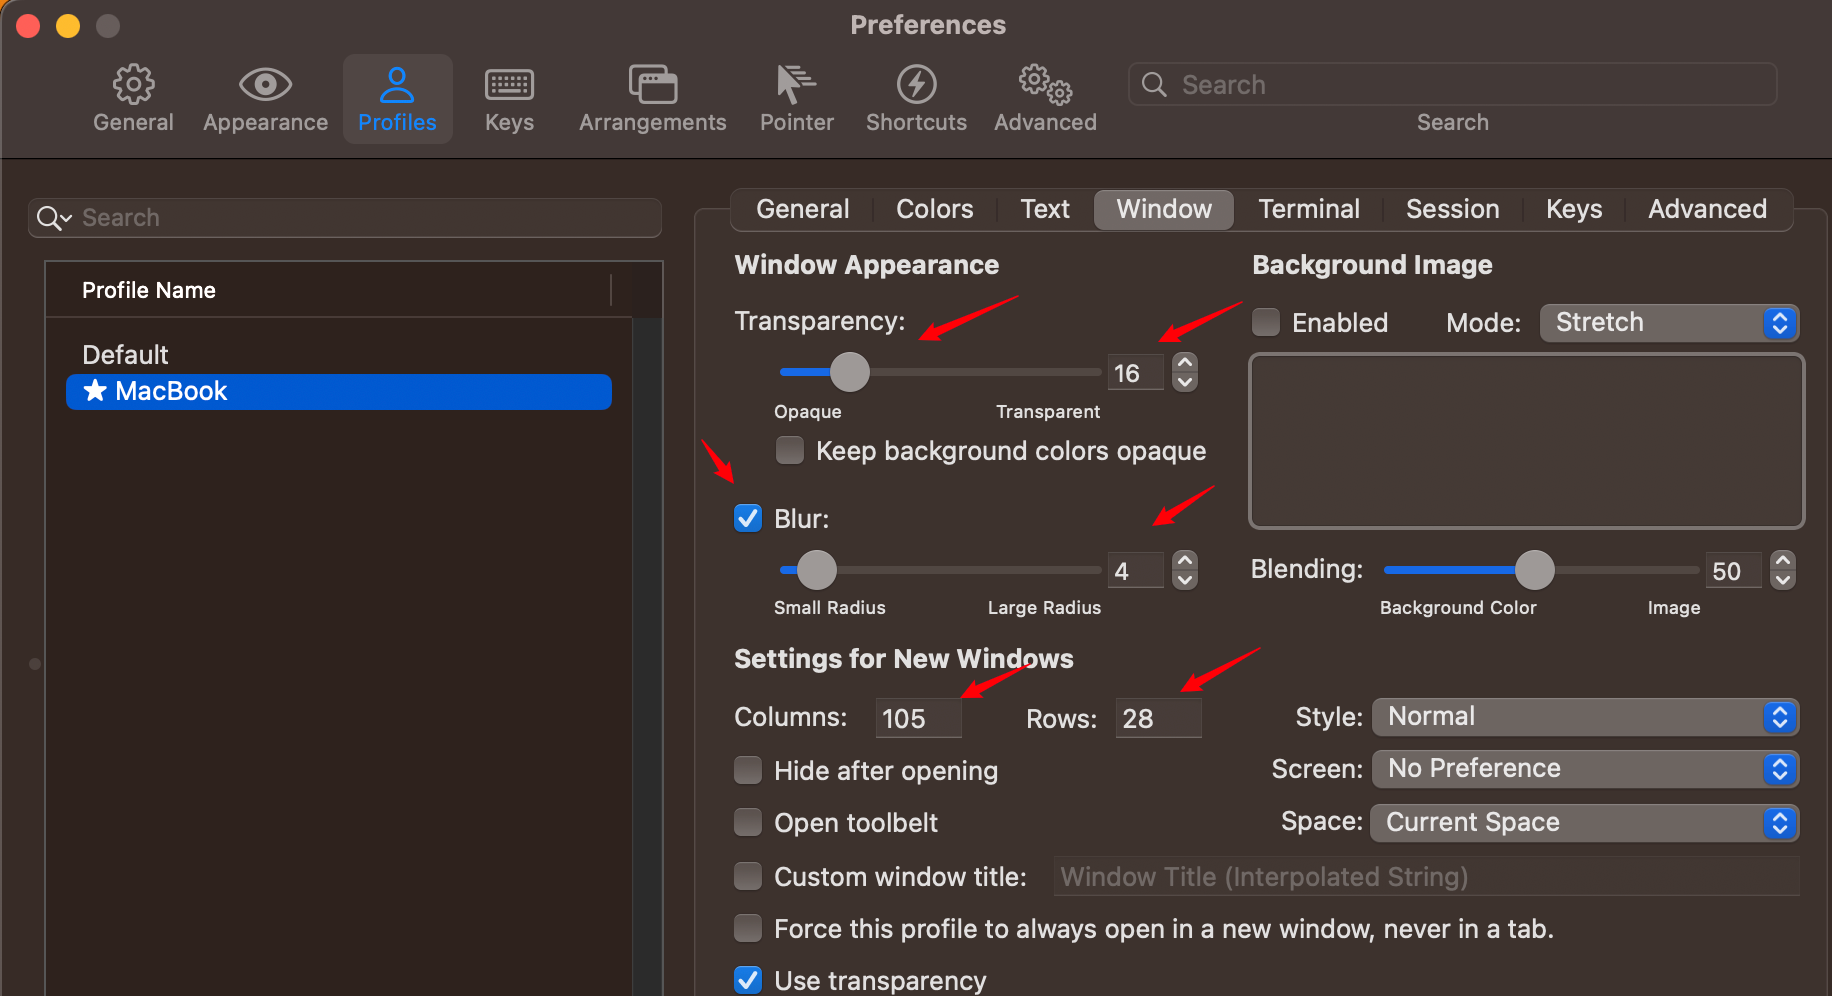 Preferences
General Appearance Profiles Keys Arrangements Pointer Shortcuts Advanced Search
Search
Search
Profile Name
Default
MacBook
General Colors Text Window Terminal Session Keys Advanced
Window Appearance
Transparency:
16
Opaque Transparent
Keep background colors opaque
Blur:
4
Small Radius Large Radius
Background Image
Enabled Mode: Stretch
Blending: 50
Background Color Image
Settings for New Windows
Columns: 105 Rows: 28 Style: Normal
Hide after opening Screen: No Preference
Open toolbelt Space: Current Space
Custom window title: Window Title (Interpolated String)
Force this profile to always open in a new window, never in a tab.
Use transparency